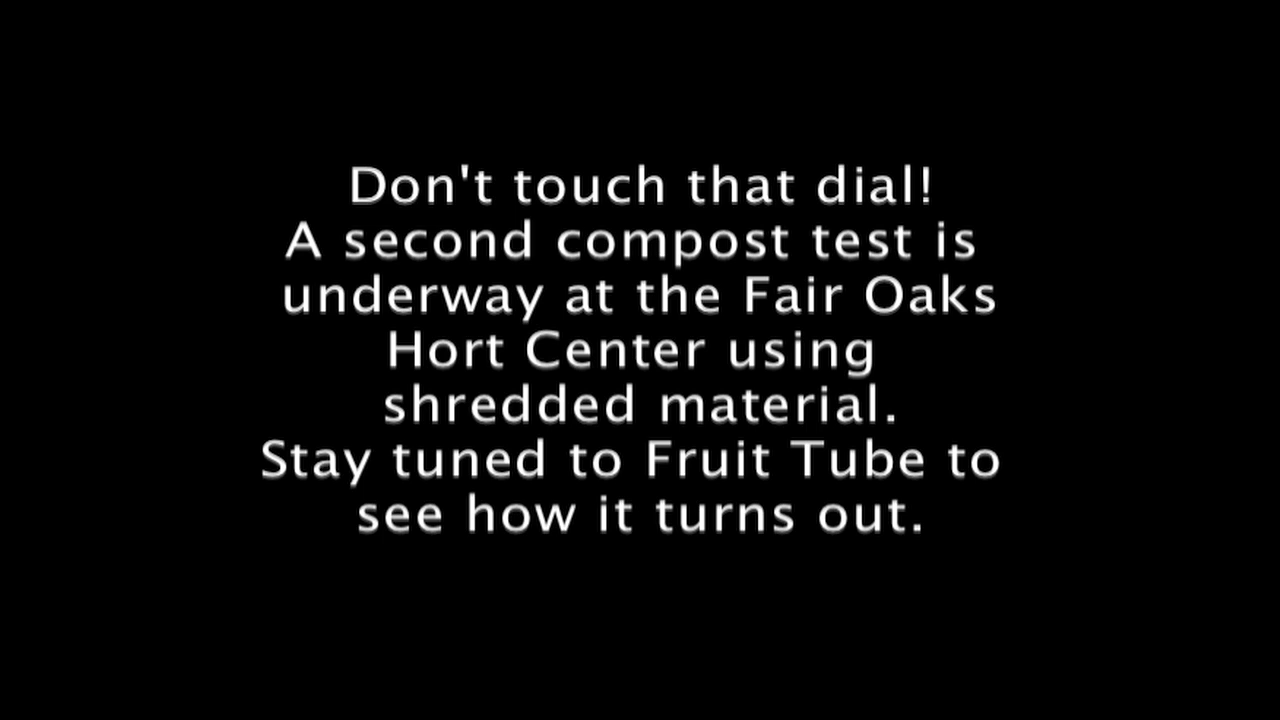 Don't touch that dial!
A second compost test is
underway at the Fair Oaks
Hort Center using
shredded material.
Stay tuned to Fruit Tube to
see how it turns out.